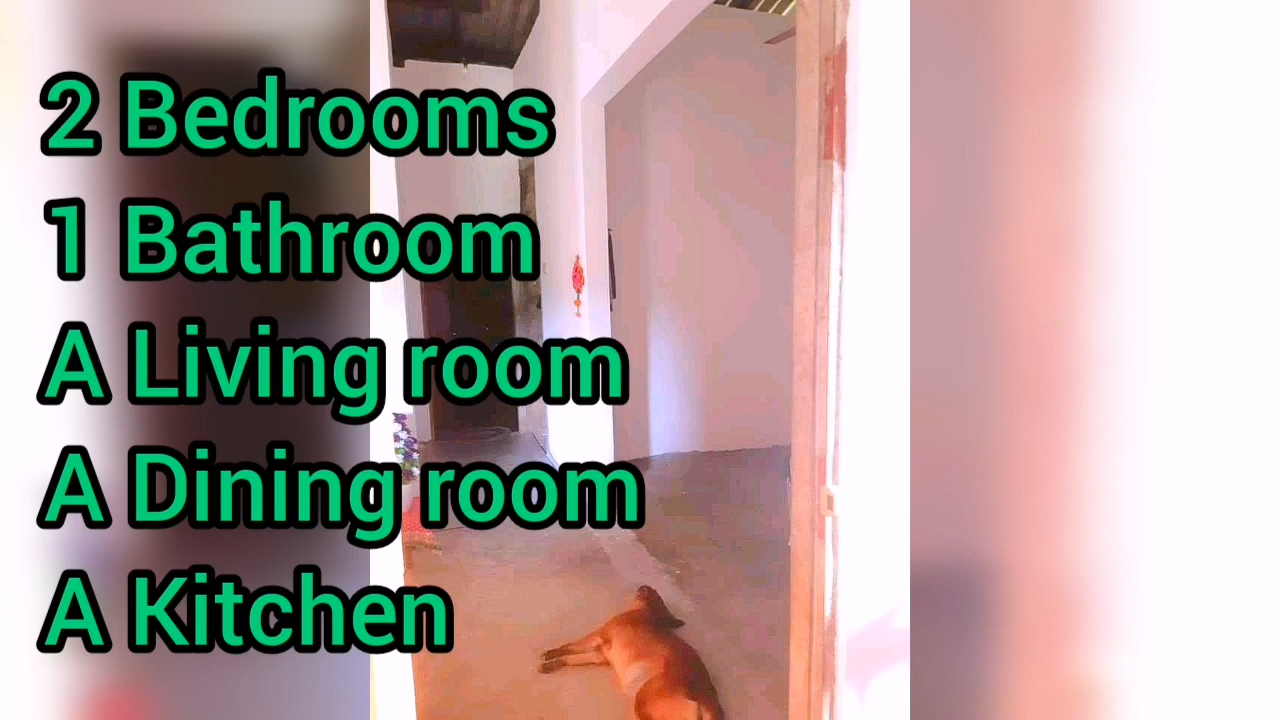 2 Bedrooms
1 Bathroom
A Living room
A Dining room
A Kitchen